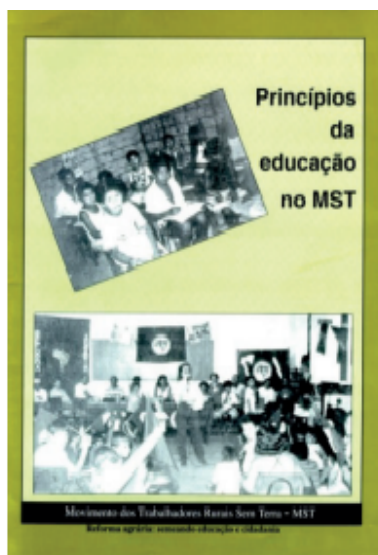 Princípios
da
educação
no MST
Movimento dos Trabalhadores Rurais Sem Terra - MST
Reforma agrária: semeando educação e cidadania